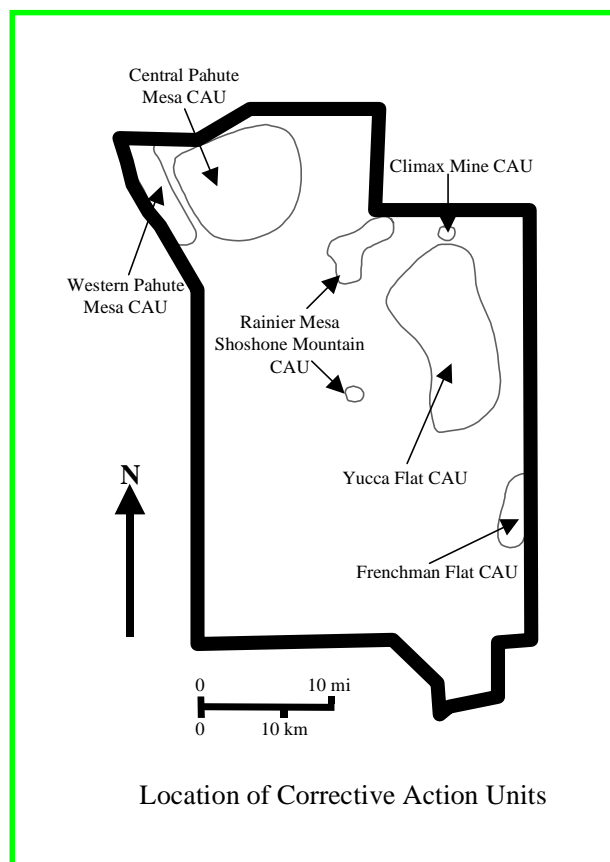 Central Pahute
Mesa CAU
Climax Mine CAU
Western Pahute
Mesa CAU
Rainier Mesa
Shoshone Mountain
CAU
Yucca Flat CAU
N
Frenchman Flat CAU
0 10 mi
0 10 km
Location of Corrective Action Units